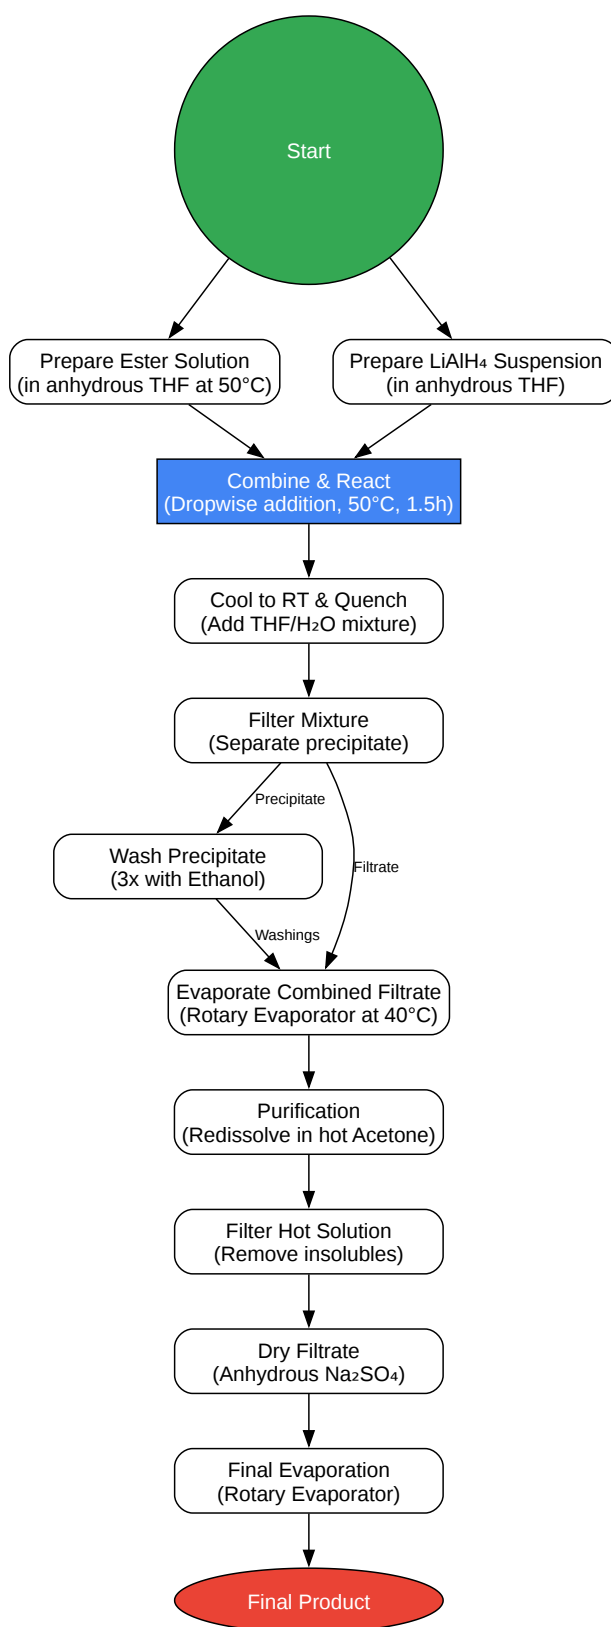 Start
Prepare Ester Solution
(in anhydrous THF at 50°C)
Prepare LiAlH₄ Suspension
(in anhydrous THF)
Combine & React
(Dropwise addition, 50°C, 1.5h)
Cool to RT & Quench
(Add THF/H₂O mixture)
Filter Mixture
(Separate precipitate)
Precipitate
Wash Precipitate
(3x with Ethanol)
Filtrate
Washings
Evaporate Combined Filtrate
(Rotary Evaporator at 40°C)
Purification
(Redissolve in hot Acetone)
Filter Hot Solution
(Remove insolubles)
Dry Filtrate
(Anhydrous Na₂SO₄)
Final Evaporation
(Rotary Evaporator)
Final Product